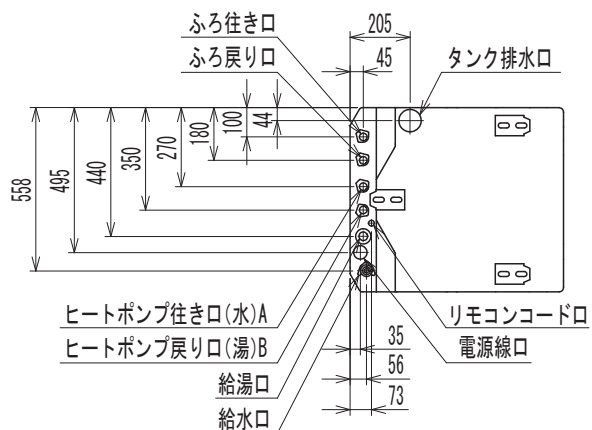 ふろ往き口
ふろ戻り口
205
45
タンク排水口
44
100
180
270
350
440
495
558
ヒートポンプ往き口(水)A
ヒートポンプ戻り口(湯)B
給湯口
給水口
リモコンコード口
電源線口
35
56
73